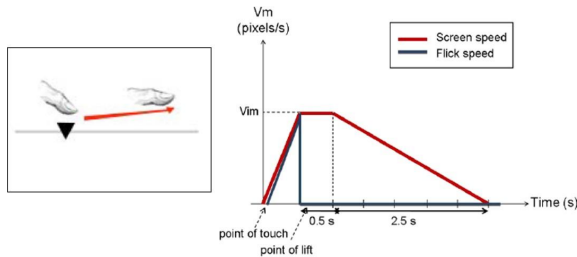 Vm
(pixels/s)
Screen speed
Flick speed
Vim
Time (s)
0.5 s
2.5 s
point of touch
point of lift